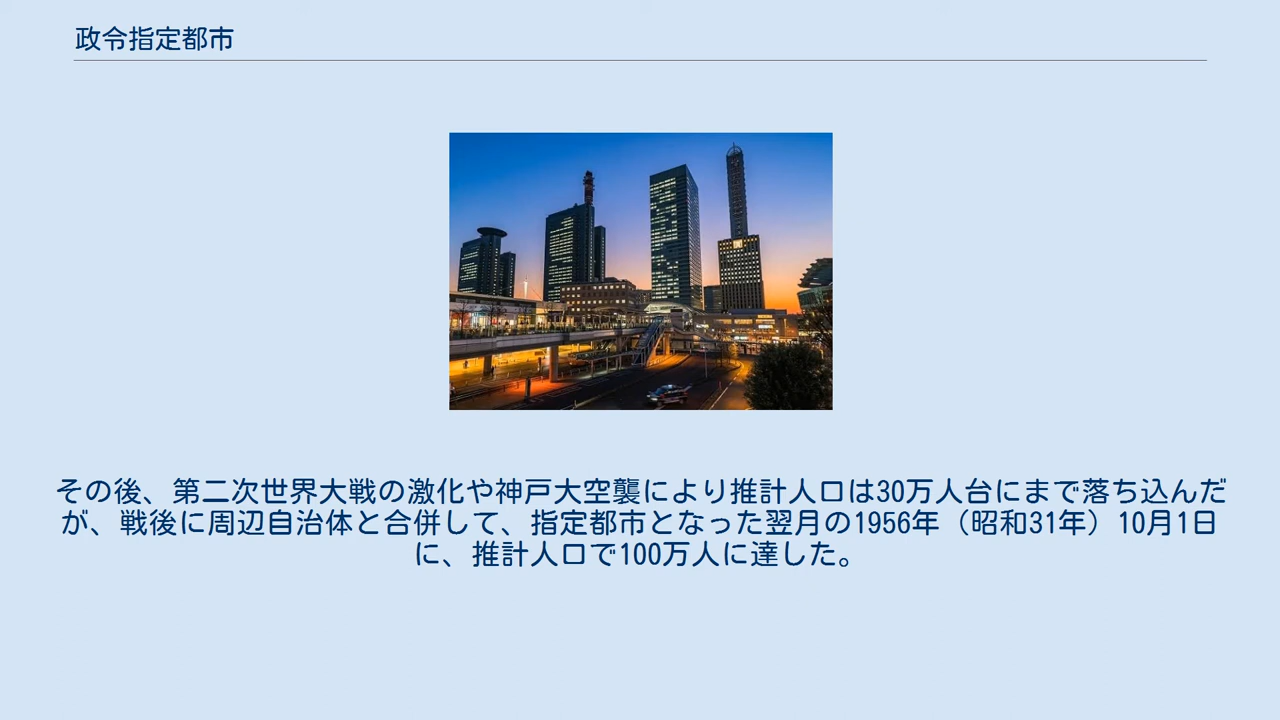 政令指定都市
その後、第二次世界大戦の激化や神戸大空襲により推計人口は30万人台にまで落ち込んだ
が、戦後に周辺自治体と合併して、指定都市となった翌月の1956年（昭和31年）10月1日
に、推計人口で100万人に達した。